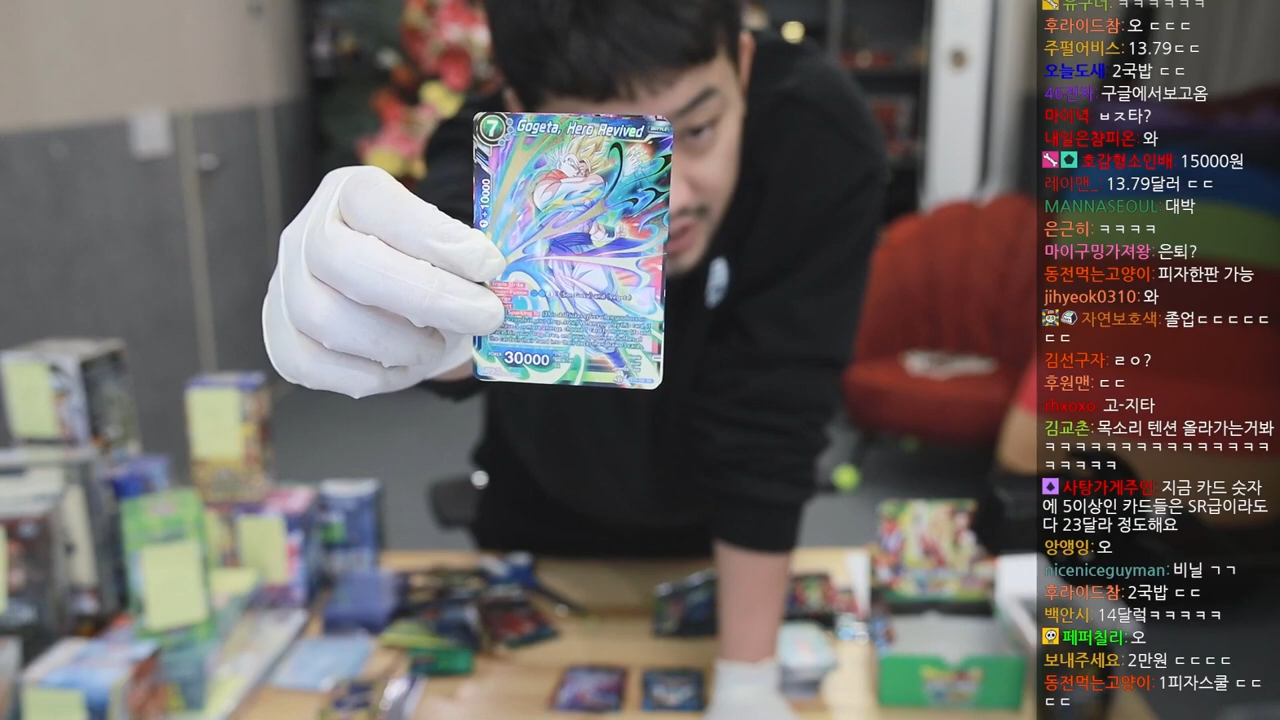 7
Gogeta, Hero Revived
+10000
30000
유구너: ㅋㅋㅋㅋㅋㅋㅋ
후라이드참: 오 ㄷㄷㄷ
주펄어비스: 13.79ㄷㄷ
오늘도새: 2국밥 ㄷㄷ
구글에서보고옴
마이녁: ㅂㅈ타?
내일은참피온: 와
호감형소인배: 15000원
레이맨_: 13.79달러 ㄷㄷ
MANNASEOUL: 대박
은근히: ㅋㅋㅋㅋ
마이구밍가져왕: 은퇴?
동전먹는고양이: 피자한판 가능
jihyeok0310: 와
자연보호색: 졸업ㄷㄷㄷㄷㄷ
ㄷㄷ
김선구자: ㄹㅇ?
후원맨: ㄷㄷ
rhxoxo: 고-지타
김교촌: 목소리 텐션 올라가는거봐
ㅋㅋㅋㅋㅋㅋㅋㅋㅋㅋㅋㅋㅋㅋㅋ
ㅋㅋㅋㅋㅋ
사탕가게주인: 지금 카드 숫자
에 5이상인 카드들은 SR급이라도
다 23달라 정도해요
앙앵잉: 오
niceniceguyman: 비닐 ㄱㄱ
후라이드참: 2국밥 ㄷㄷ
백안시: 14달럭ㅋㅋㅋㅋㅋ
페퍼칠리: 오
보내주세요: 2만원 ㄷㄷㄷㄷ
동전먹는고양이: 1피자스쿨 ㄷㄷ
ㄷㄷ